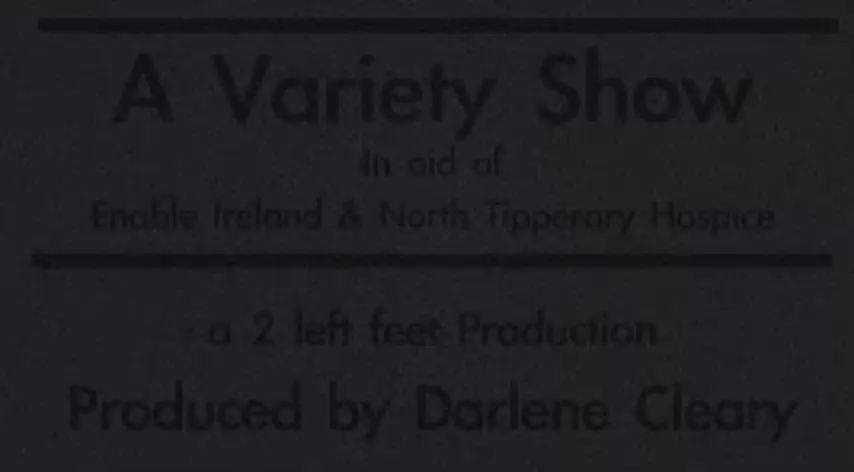 A Variety Show
In aid of
Enable Ireland & North Tipperary Hospice
a 2 left feet Production
Produced by Darlene Cleary